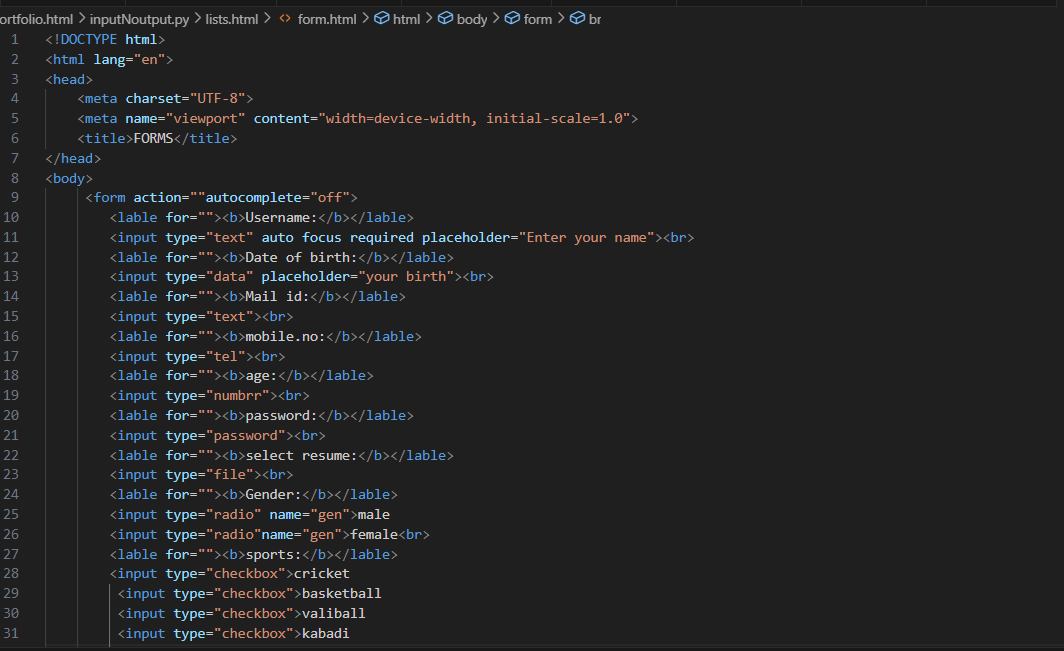 ortfolio.html > inputNoutput.py > lists.html > <> form.html > html > body > form > br
1 <!DOCTYPE html>
2 <html lang="en">
3 <head>
4 <meta charset="UTF-8">
5 <meta name="viewport" content="width=device-width, initial-scale=1.0">
6 <title>FORMS</title>
7 </head>
8 <body>
9 <form action=""autocomplete="off">
10 <lable for=""><b>Username:</b></lable>
11 <input type="text" auto focus required placeholder="Enter your name"><br>
12 <lable for=""><b>Date of birth:</b></lable>
13 <input type="data" placeholder="your birth"><br>
14 <lable for=""><b>Mail id:</b></lable>
15 <input type="text"><br>
16 <lable for=""><b>mobile.no:</b></lable>
17 <input type="tel"><br>
18 <lable for=""><b>age:</b></lable>
19 <input type="numbrr"><br>
20 <lable for=""><b>password:</b></lable>
21 <input type="password"><br>
22 <lable for=""><b>select resume:</b></lable>
23 <input type="file"><br>
24 <lable for=""><b>Gender:</b></lable>
25 <input type="radio" name="gen">male
26 <input type="radio"name="gen">female<br>
27 <lable for=""><b>sports:</b></lable>
28 <input type="checkbox">cricket
29 <input type="checkbox">basketball
30 <input type="checkbox">valiball
31 <input type="checkbox">kabadi